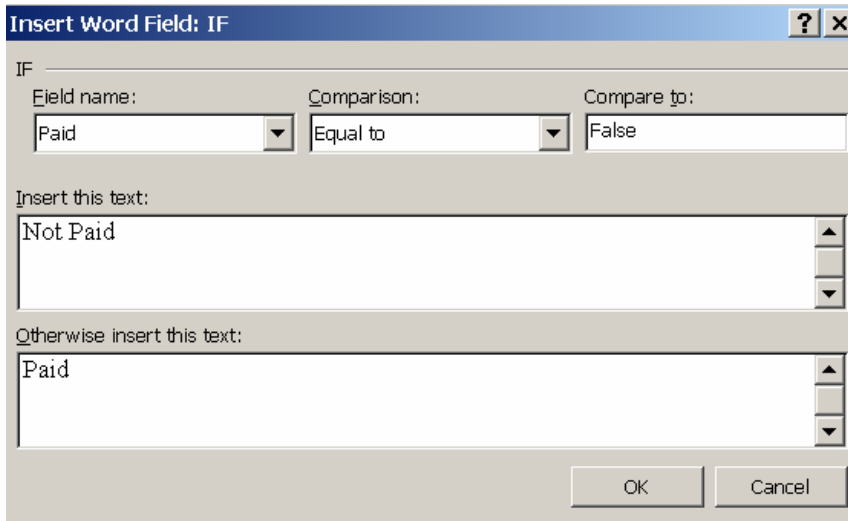 Insert Word Field: IF
IF
Field name: Comparison: Compare to:
Paid Equal to False
Insert this text:
Not Paid
Otherwise insert this text:
Paid
OK Cancel